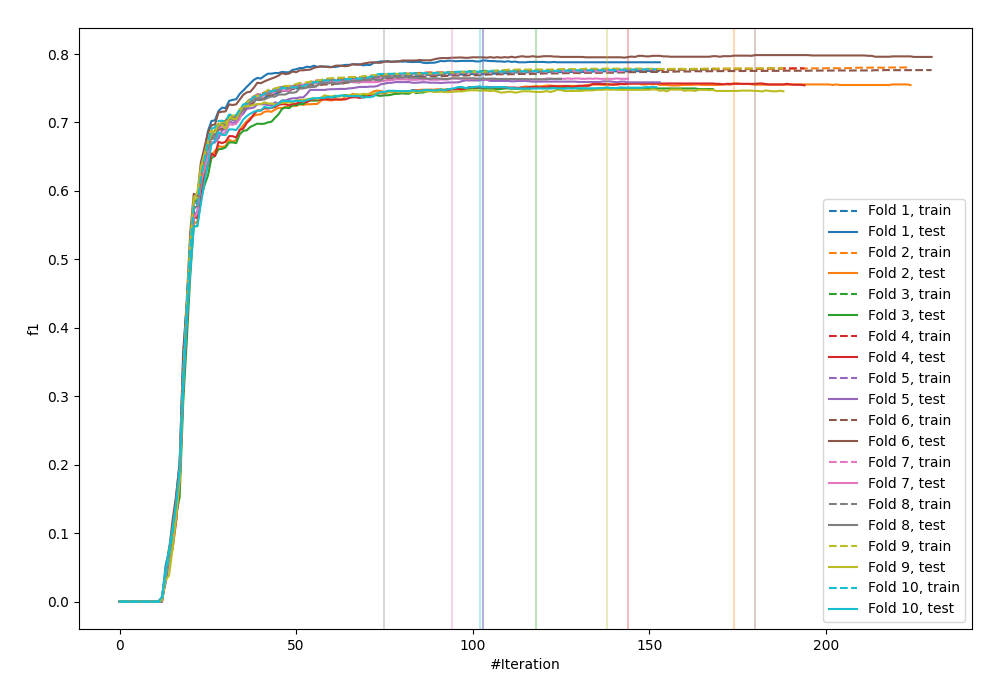 0.8
0.7
0.6
0.5
0.4
0.3
0.2
0.1
0.0
f1
0 50 100 150 200
#Iteration
Fold 1, train
Fold 1, test
Fold 2, train
Fold 2, test
Fold 3, train
Fold 3, test
Fold 4, train
Fold 4, test
Fold 5, train
Fold 5, test
Fold 6, train
Fold 6, test
Fold 7, train
Fold 7, test
Fold 8, train
Fold 8, test
Fold 9, train
Fold 9, test
Fold 10, train
Fold 10, test